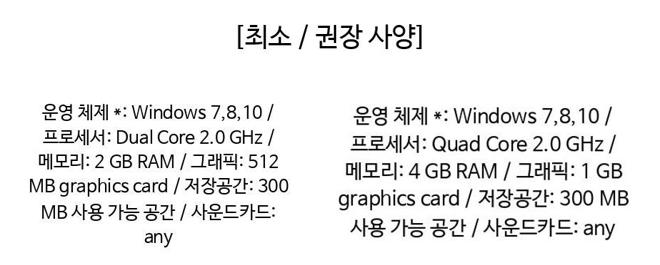 [최소 / 권장 사양]
운영 체제 *: Windows 7,8,10 /
프로세서: Dual Core 2.0 GHz /
메모리: 2 GB RAM / 그래픽: 512
MB graphics card / 저장공간: 300
MB 사용 가능 공간 / 사운드카드:
any
운영 체제 *: Windows 7,8,10 /
프로세서: Quad Core 2.0 GHz /
메모리: 4 GB RAM / 그래픽: 1 GB
graphics card / 저장공간: 300 MB
사용 가능 공간 / 사운드카드: any